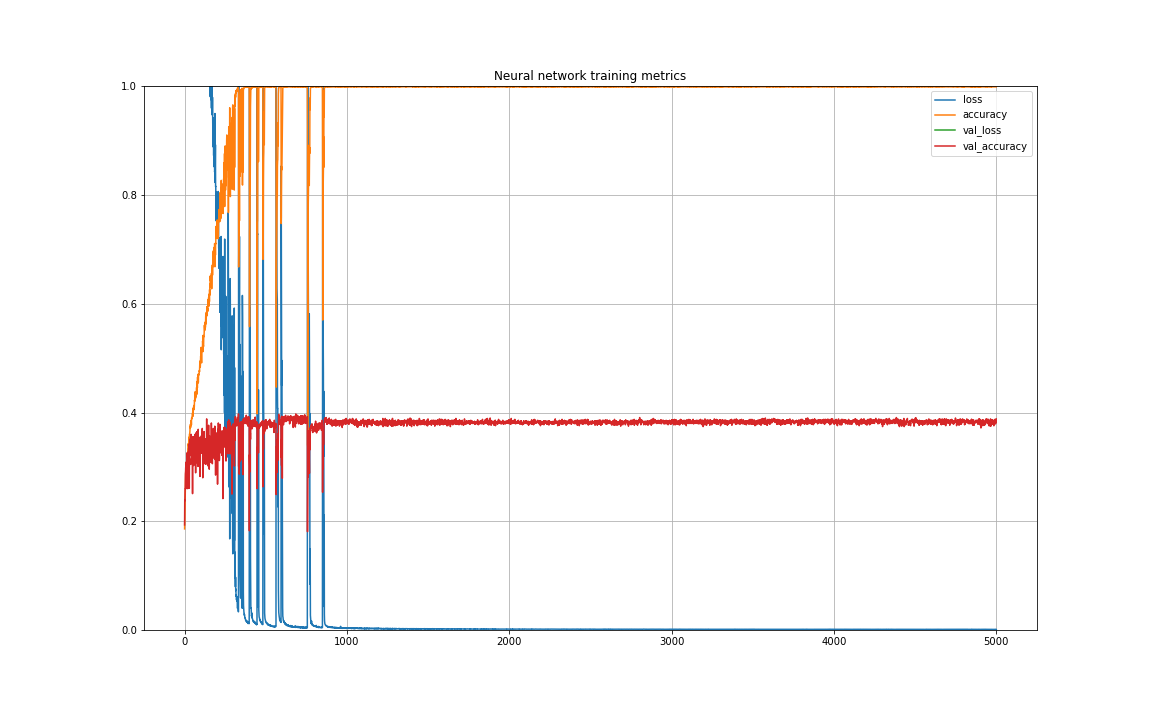 Neural network training metrics
1.0
loss
accuracy
val_loss
val_accuracy
0.8
0.6
0.4
0.2
0.0
0 1000 2000 3000 4000 5000